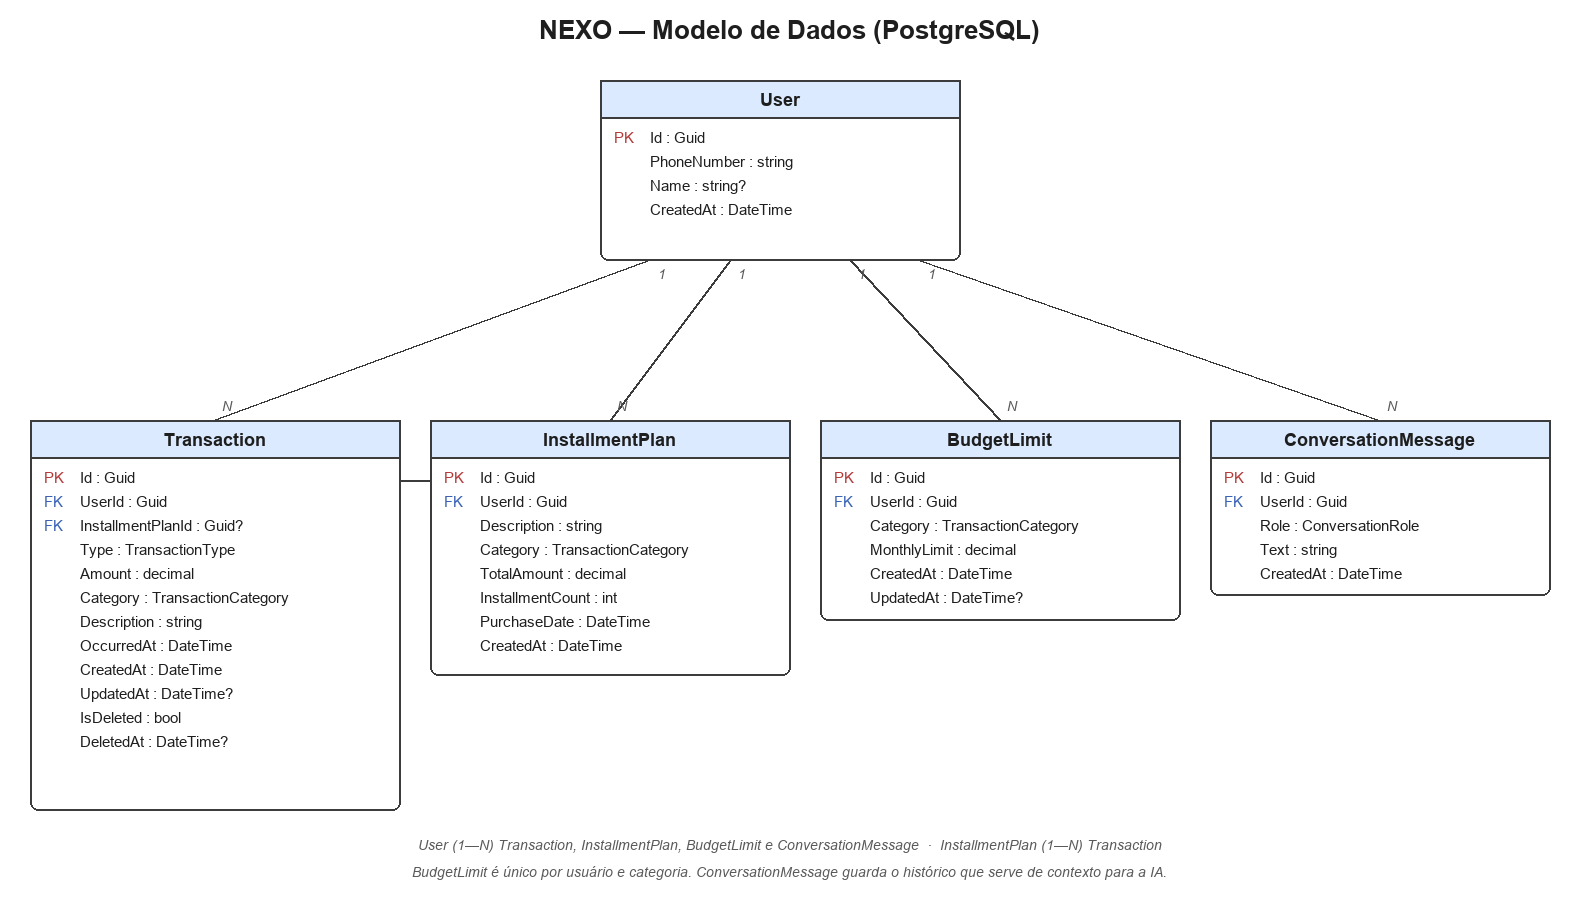 NEXO — Modelo de Dados (PostgreSQL)
User
PK Id : Guid
PhoneNumber : string
Name : string?
CreatedAt : DateTime
1 1 1 1
N N N N
Transaction
PK Id : Guid
FK UserId : Guid
FK InstallmentPlanId : Guid?
Type : TransactionType
Amount : decimal
Category : TransactionCategory
Description : string
OccurredAt : DateTime
CreatedAt : DateTime
UpdatedAt : DateTime?
IsDeleted : bool
DeletedAt : DateTime?
InstallmentPlan
PK Id : Guid
FK UserId : Guid
Description : string
Category : TransactionCategory
TotalAmount : decimal
InstallmentCount : int
PurchaseDate : DateTime
CreatedAt : DateTime
BudgetLimit
PK Id : Guid
FK UserId : Guid
Category : TransactionCategory
MonthlyLimit : decimal
CreatedAt : DateTime
UpdatedAt : DateTime?
ConversationMessage
PK Id : Guid
FK UserId : Guid
Role : ConversationRole
Text : string
CreatedAt : DateTime
User (1—N) Transaction, InstallmentPlan, BudgetLimit e ConversationMessage · InstallmentPlan (1—N) Transaction
BudgetLimit é único por usuário e categoria. ConversationMessage guarda o histórico que serve de contexto para a IA.